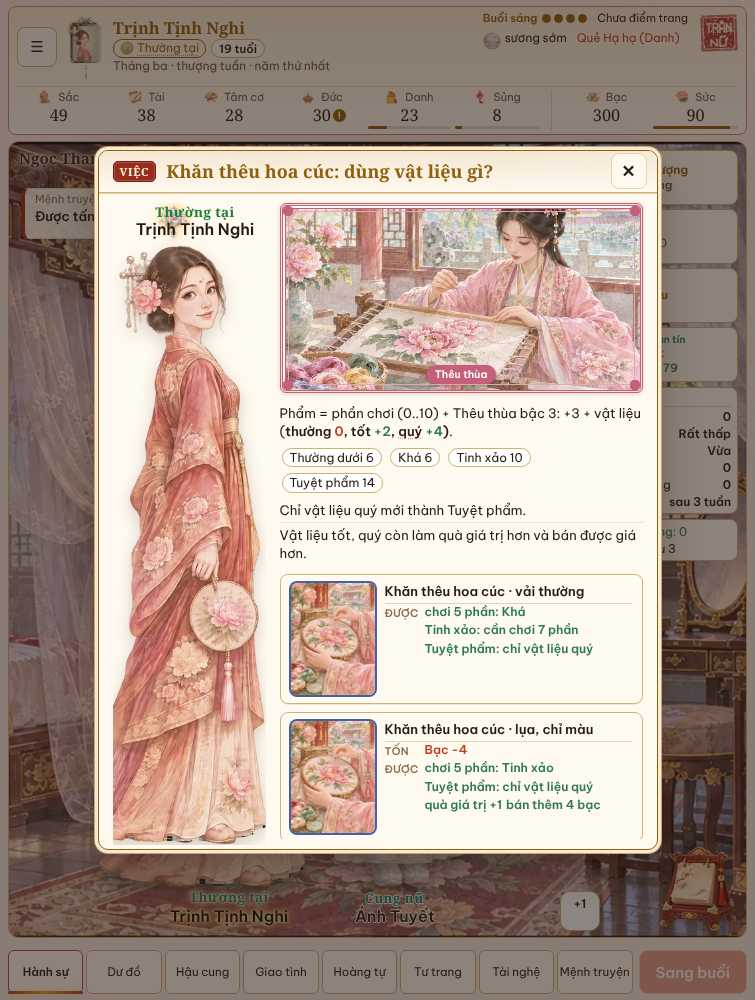 ☰
Trịnh Tịnh Nghi
Thường tại
19 tuổi
Tháng ba · thượng tuần · năm thứ nhất
Buổi sáng
Chưa điểm trang
sương sớm
Quẻ Hạ hạ (Danh)
TRÂN NỮ
Sắc
49
Tài
38
Tâm cơ
28
Đức
30
Danh
23
Sủng
8
Bạc
300
Sức
90
Mệnh truyện
VIỆC
Khăn thêu hoa cúc: dùng vật liệu gì?
✕
Thường tại
Trịnh Tịnh Nghi
Thêu thùa
Phẩm = phần chơi (0..10) + Thêu thùa bậc 3: +3 + vật liệu
(thường 0, tốt +2, quý +4).
Thường dưới 6
Khá 6
Tinh xảo 10
Tuyệt phẩm 14
Chỉ vật liệu quý mới thành Tuyệt phẩm.
Vật liệu tốt, quý còn làm quà giá trị hơn và bán được giá
hơn.
Khăn thêu hoa cúc · vải thường
ĐƯỢC
chơi 5 phần: Khá
Tinh xảo: cần chơi 7 phần
Tuyệt phẩm: chỉ vật liệu quý
Khăn thêu hoa cúc · lụa, chỉ màu
TỐN
Bạc -4
ĐƯỢC
chơi 5 phần: Tinh xảo
Tuyệt phẩm: chỉ vật liệu quý
quà giá trị +1 bán thêm 4 bạc
79
0
Rất thấp
Vừa
0
0
sau 3 tuần
Thường tại
Trịnh Tịnh Nghi
Cung nữ
Ánh Tuyết
+1
Hành sự
Dư đồ
Hậu cung
Giao tình
Hoàng tự
Tư trang
Tài nghệ
Mệnh truyện
Sang buổi